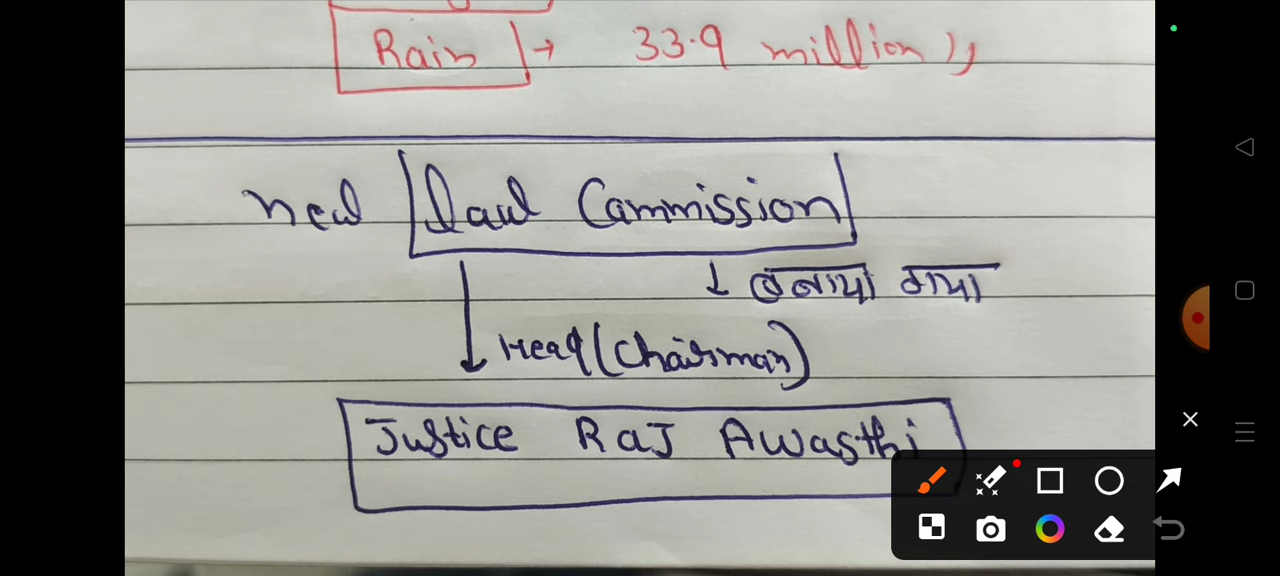 Rain → 33.9 million
new Law Commission
↓ बनाया गया
Head (Chairman)
Justice Raj Awasthi